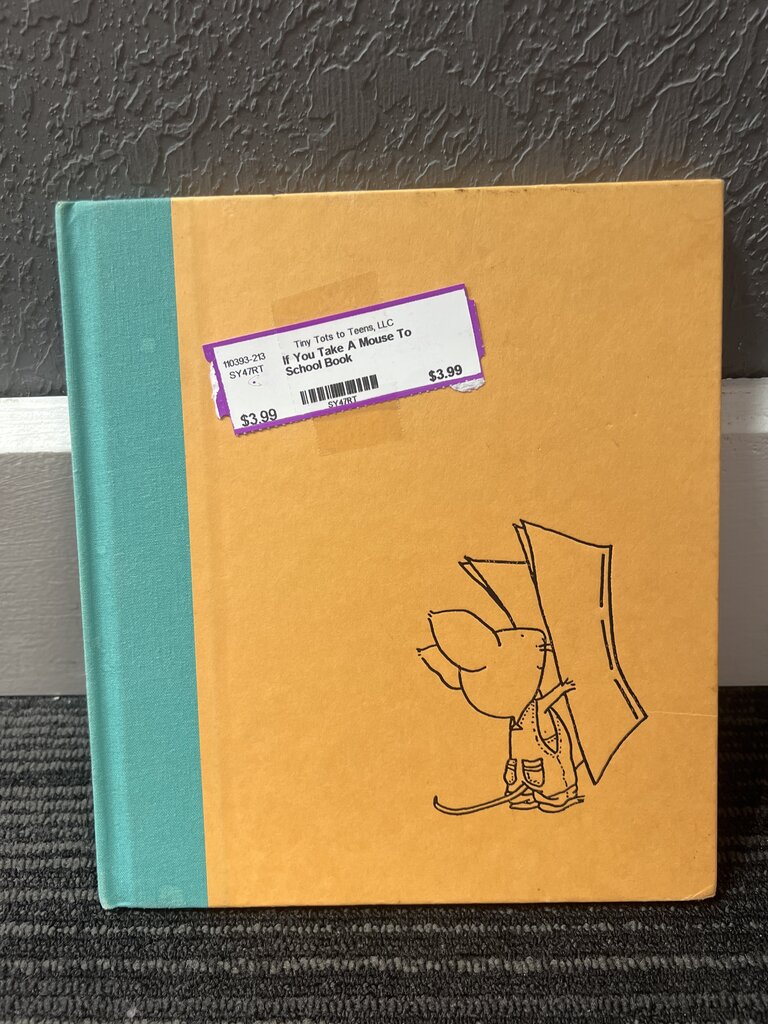 Tiny Tots to Teens, LLC
110393-213
SY47RT
If You Take A Mouse To
School Book
$3.99
SY47RT
$3.99